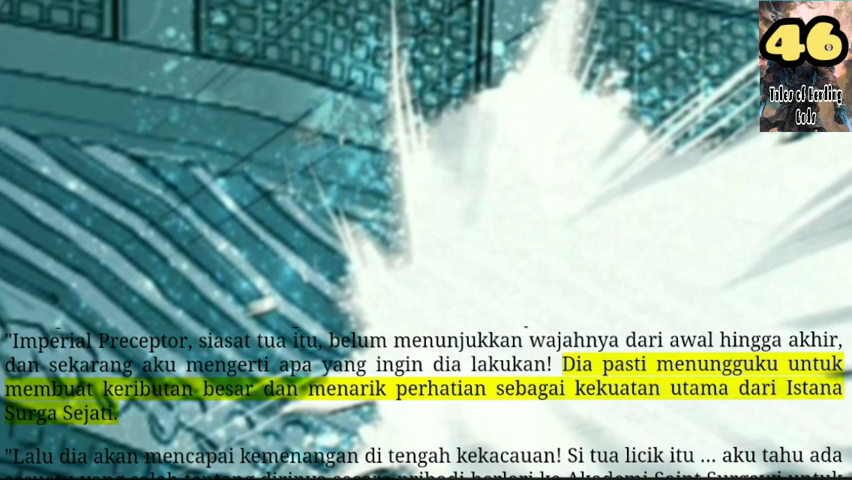 46
Tales of Herding
Gods
"Imperial Preceptor, siasat tua itu, belum menunjukkan wajahnya dari awal hingga akhir,
dan sekarang aku mengerti apa yang ingin dia lakukan! Dia pasti menungguku untuk
membuat keributan besar dan menarik perhatian sebagai kekuatan utama dari Istana
Surga Sejati.
"Lalu dia akan mencapai kemenangan di tengah kekacauan! Si tua licik itu ... aku tahu ada